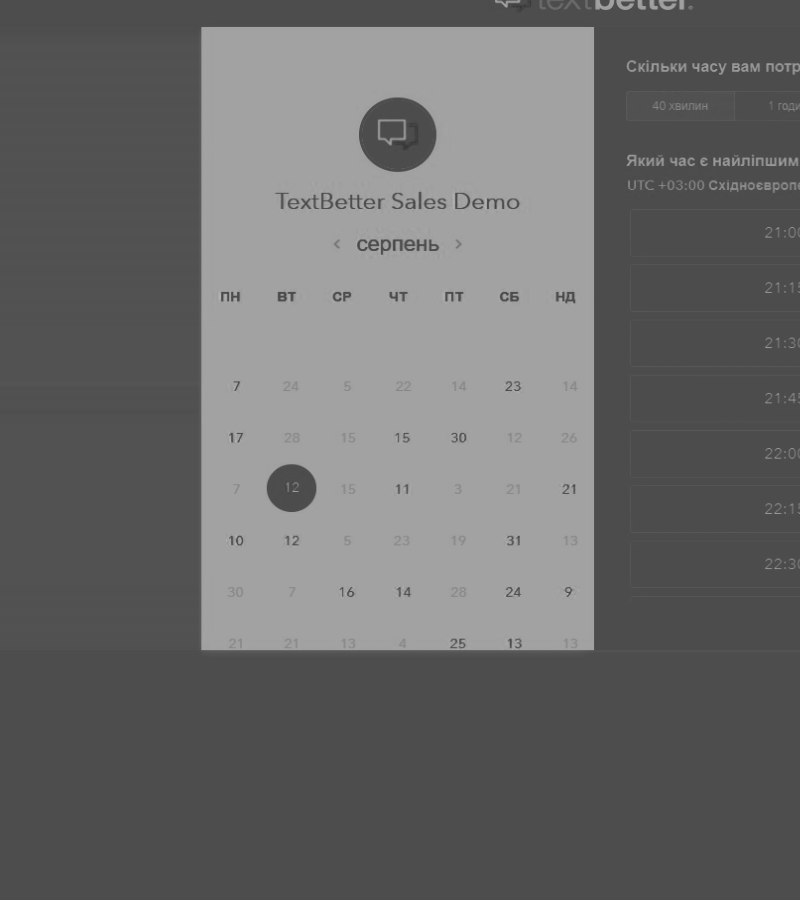 textbetter.
TextBetter Sales Demo
серпень
ПН ВТ СР ЧТ ПТ СБ НД
7 24 5 22 14 23 14
17 28 15 15 30 12 26
7 12 15 11 3 21 21
10 12 5 23 19 31 13
30 7 16 14 28 24 9
21 21 13 4 25 13 13
Скільки часу вам потр
40 хвилин 1 годи
Який час є найліпшим
UTC +03:00 Східноєвропе
21:00
21:15
21:30
21:45
22:00
22:15
22:30